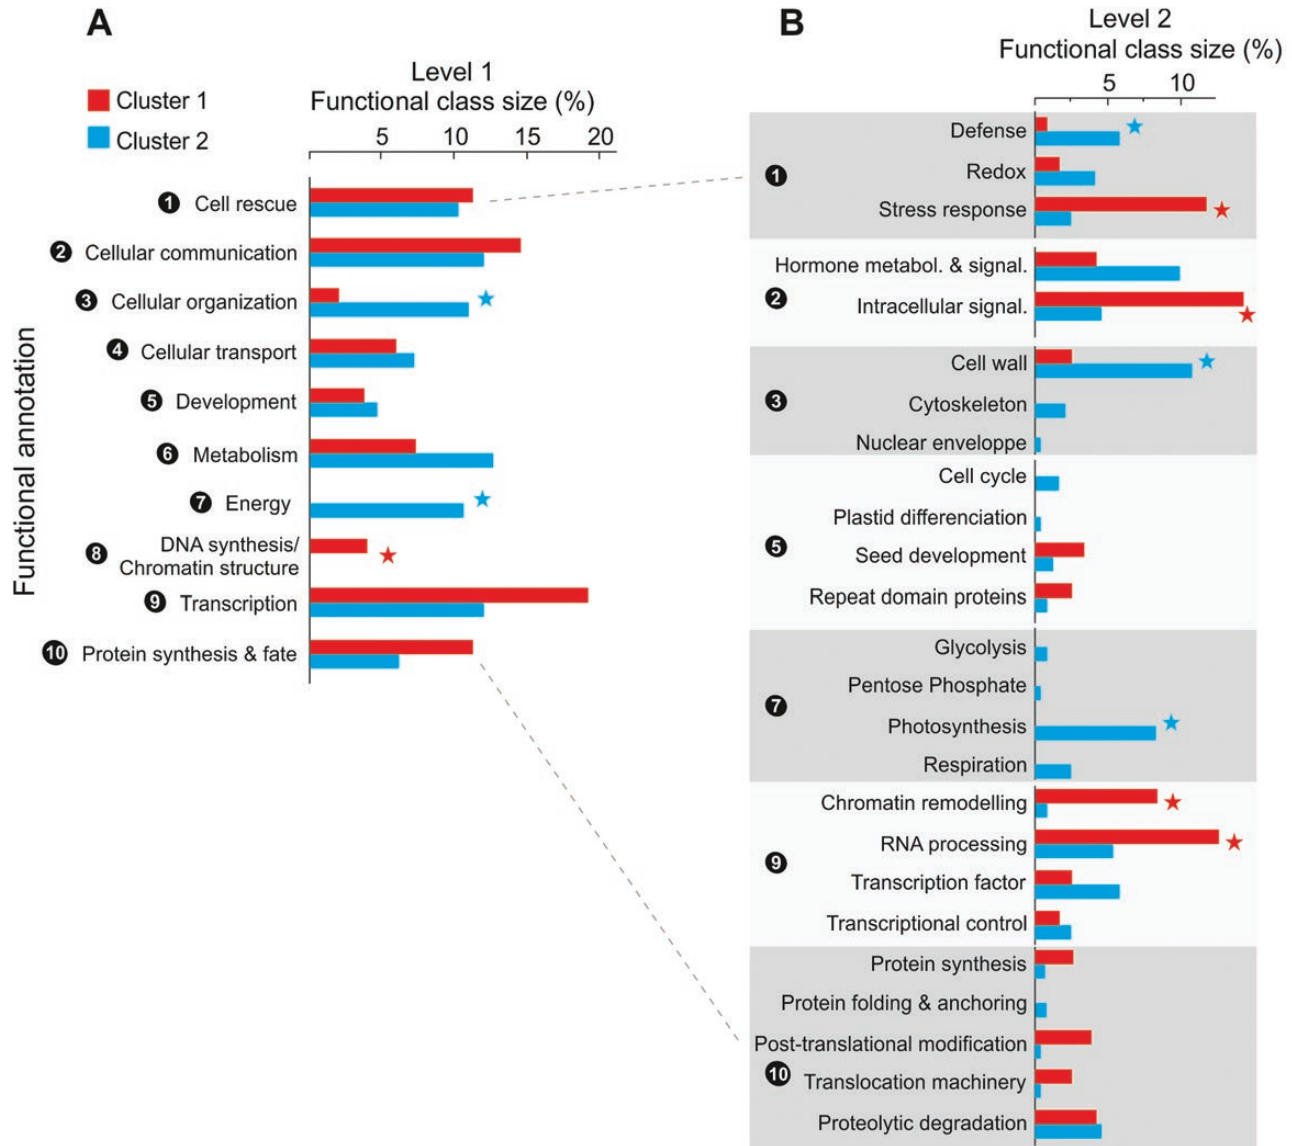 A
Cluster 1
Cluster 2
Level 1
Functional class size (%)
5 10 15 20
Functional annotation
1 Cell rescue
2 Cellular communication
3 Cellular organization
4 Cellular transport
5 Development
6 Metabolism
7 Energy
8 DNA synthesis/
Chromatin structure
9 Transcription
10 Protein synthesis & fate
B
Level 2
Functional class size (%)
5 10
1
Defense
Redox
Stress response
2
Hormone metabol. & signal.
Intracellular signal.
3
Cell wall
Cytoskeleton
Nuclear enveloppe
5
Cell cycle
Plastid differenciation
Seed development
Repeat domain proteins
7
Glycolysis
Pentose Phosphate
Photosynthesis
Respiration
9
Chromatin remodelling
RNA processing
Transcription factor
Transcriptional control
10
Protein synthesis
Protein folding & anchoring
Post-translational modification
Translocation machinery
Proteolytic degradation